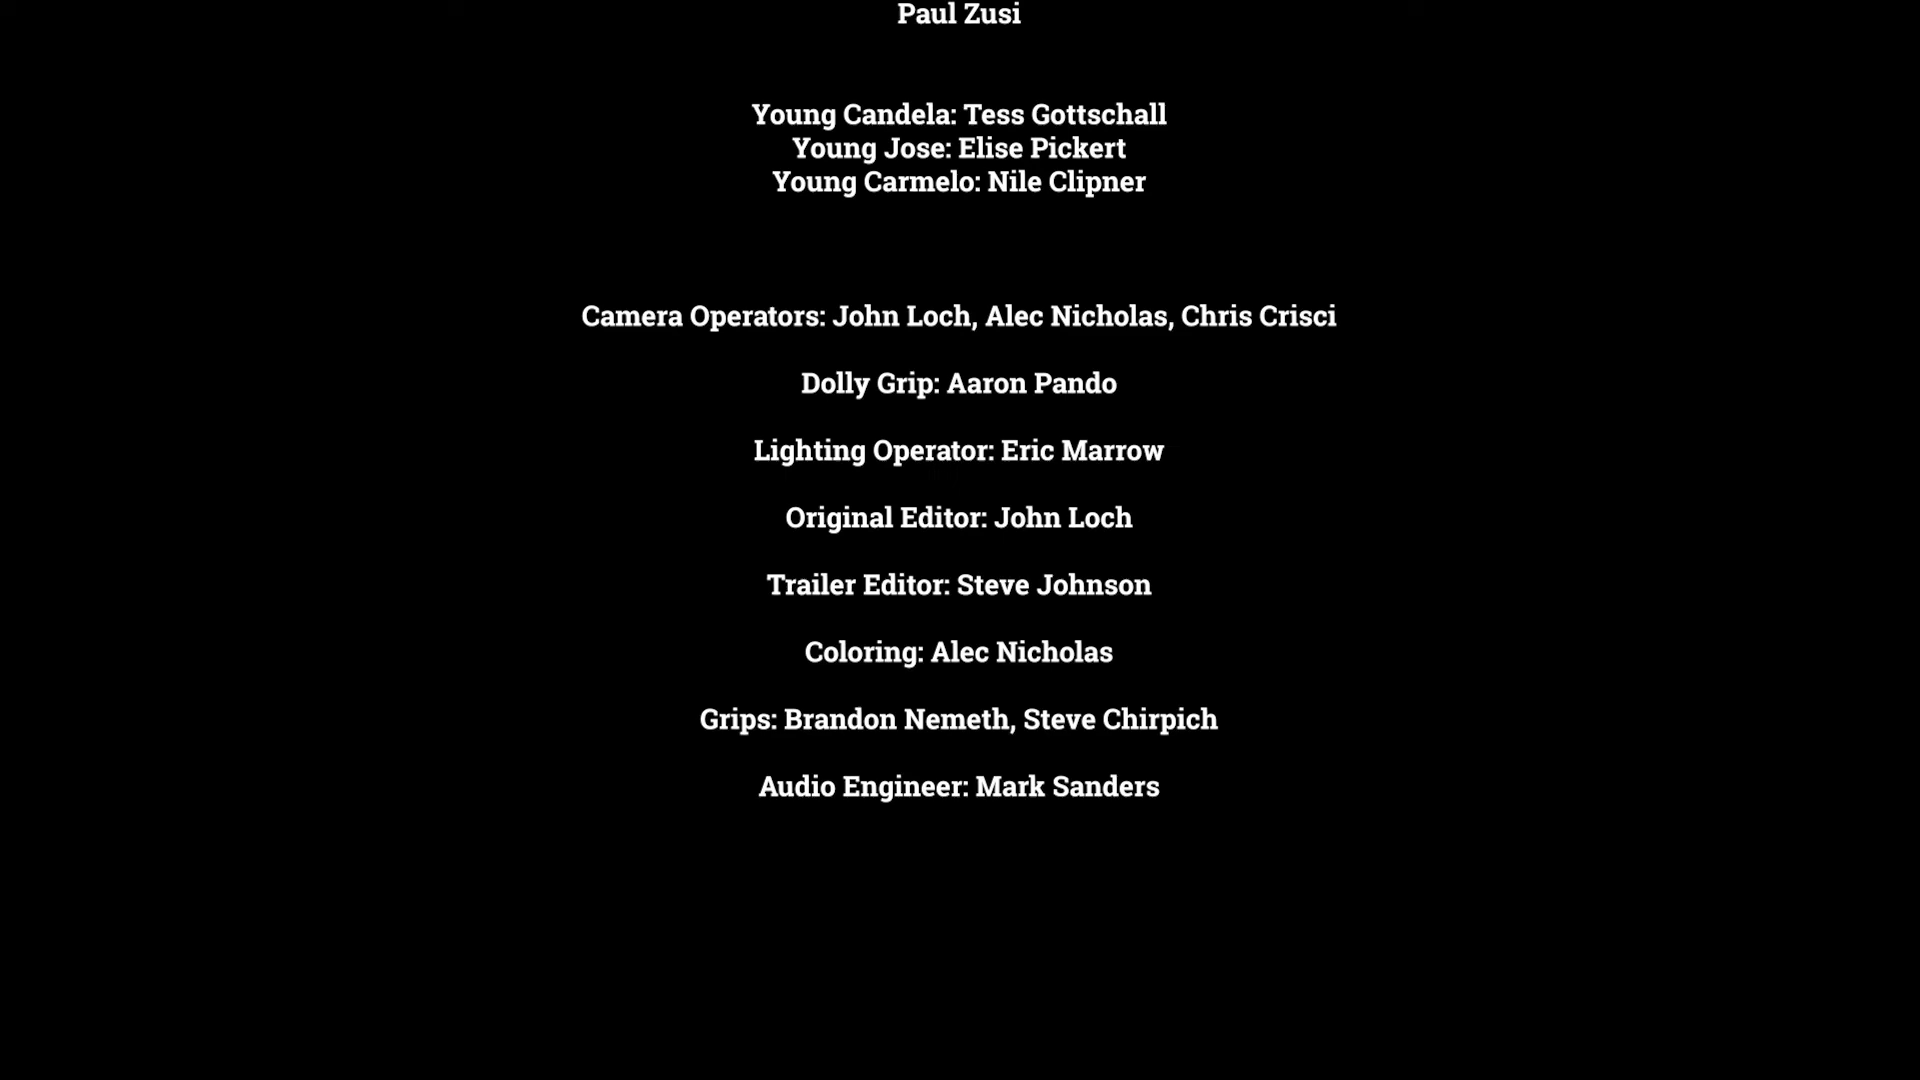 Paul Zusi
Young Candela: Tess Gottschall
Young Jose: Elise Pickert
Young Carmelo: Nile Clipner
Camera Operators: John Loch, Alec Nicholas, Chris Crisci
Dolly Grip: Aaron Pando
Lighting Operator: Eric Marrow
Original Editor: John Loch
Trailer Editor: Steve Johnson
Coloring: Alec Nicholas
Grips: Brandon Nemeth, Steve Chirpich
Audio Engineer: Mark Sanders